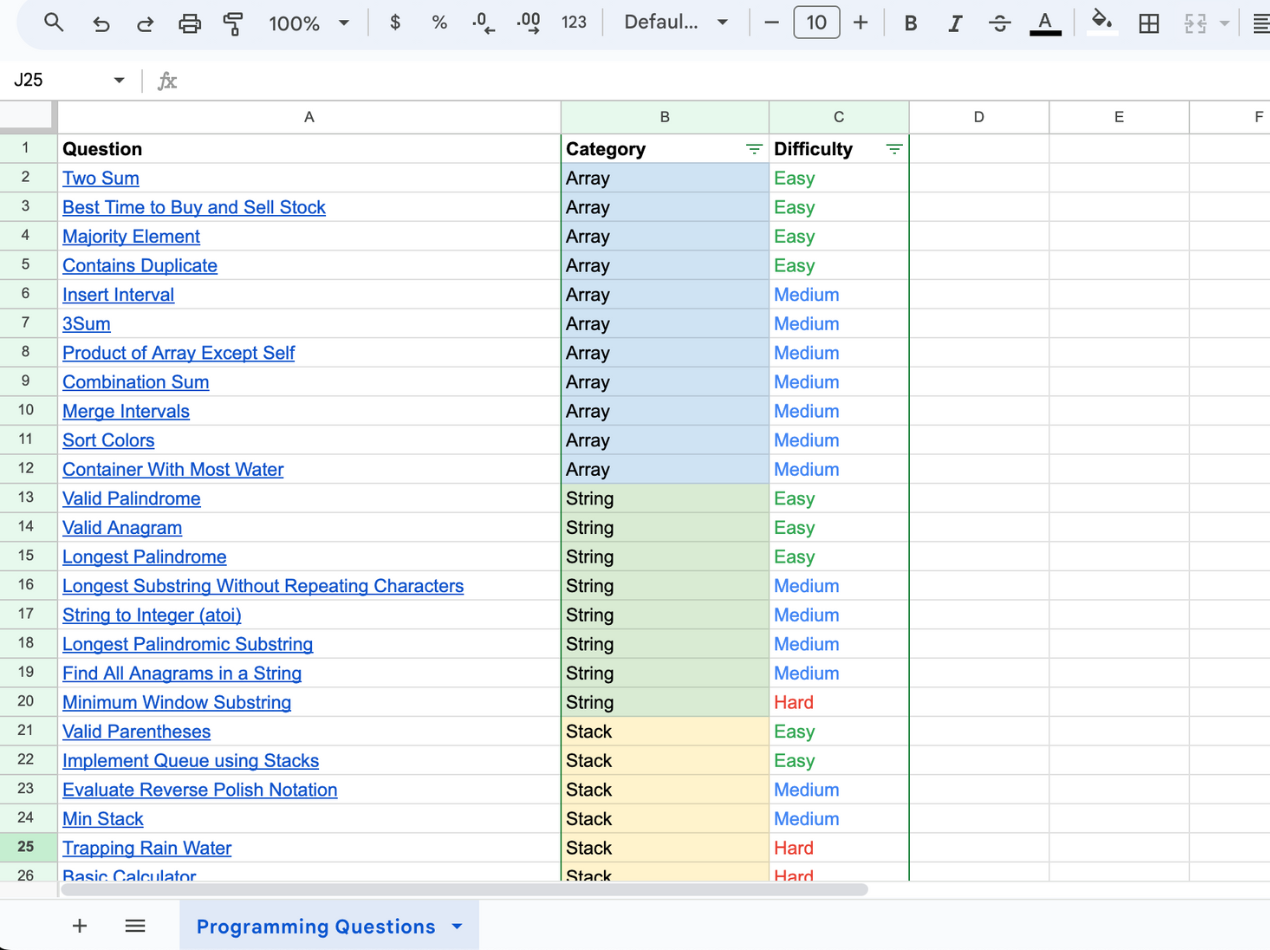 100% $ % .0 .00 123 Defaul... 10 B I A
J25 fx
A B C D E F
1 Question Category Difficulty
2 Two Sum Array Easy
3 Best Time to Buy and Sell Stock Array Easy
4 Majority Element Array Easy
5 Contains Duplicate Array Easy
6 Insert Interval Array Medium
7 3Sum Array Medium
8 Product of Array Except Self Array Medium
9 Combination Sum Array Medium
10 Merge Intervals Array Medium
11 Sort Colors Array Medium
12 Container With Most Water Array Medium
13 Valid Palindrome String Easy
14 Valid Anagram String Easy
15 Longest Palindrome String Easy
16 Longest Substring Without Repeating Characters String Medium
17 String to Integer (atoi) String Medium
18 Longest Palindromic Substring String Medium
19 Find All Anagrams in a String String Medium
20 Minimum Window Substring String Hard
21 Valid Parentheses Stack Easy
22 Implement Queue using Stacks Stack Easy
23 Evaluate Reverse Polish Notation Stack Medium
24 Min Stack Stack Medium
25 Trapping Rain Water Stack Hard
26 Basic Calculator Stack Hard
Programming Questions